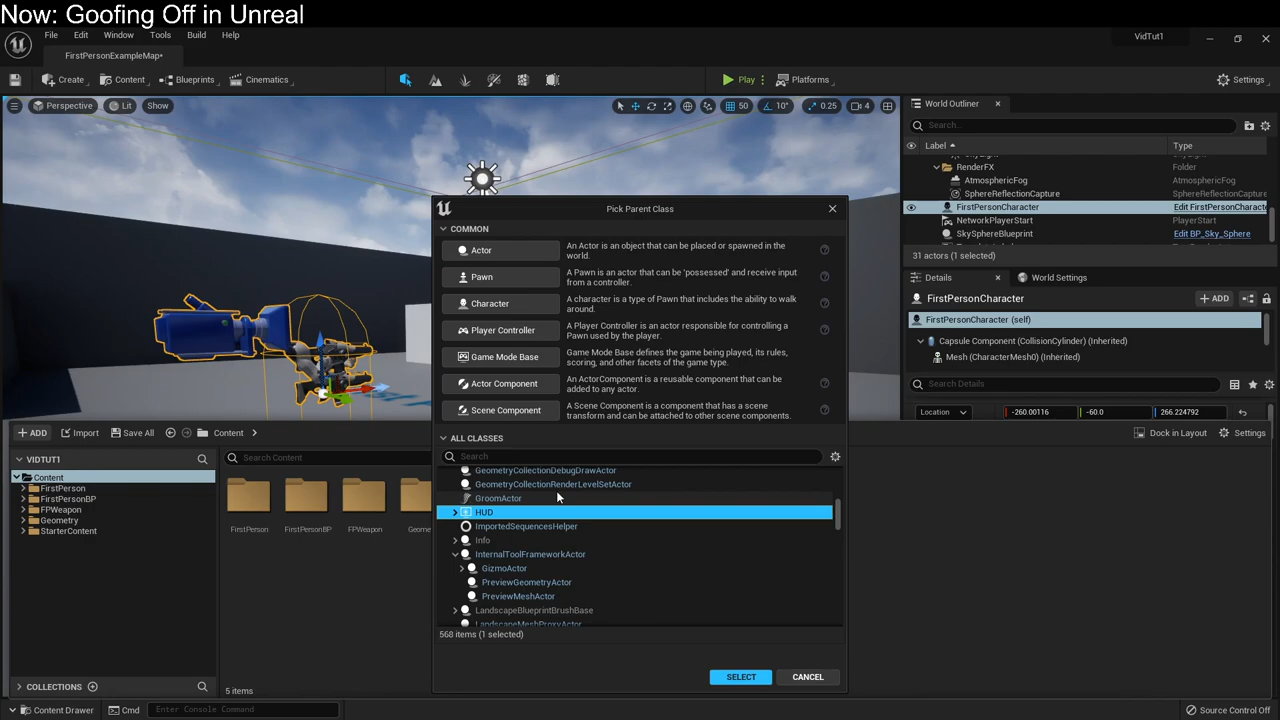 Now: Goofing Off in Unreal
File Edit Window Tools Build Help
VidTut1
FirstPersonExampleMap*
Create Content Blueprints Cinematics Play Platforms Settings
Perspective Lit Show
50 10° 0.25 4
World Outliner
Search...
Label Type
RenderFX Folder
AtmosphericFog AtmosphericFog
SphereReflectionCapture SphereReflectionCapture
FirstPersonCharacter Edit FirstPersonCharacte
NetworkPlayerStart PlayerStart
SkySphereBlueprint Edit BP_Sky_Sphere
31 actors (1 selected)
Details World Settings
FirstPersonCharacter ADD
FirstPersonCharacter (self)
Capsule Component (CollisionCylinder) (Inherited)
Mesh (CharacterMesh0) (Inherited)
Search Details
Location -260.00116 -60.0 266.224792
Pick Parent Class
COMMON
Actor
An Actor is an object that can be placed or spawned in the
world.
Pawn
A Pawn is an actor that can be 'possessed' and receive input
from a controller.
Character
A character is a type of Pawn that includes the ability to walk
around.
Player Controller
A Player Controller is an actor responsible for controlling a
Pawn used by the player.
Game Mode Base
Game Mode Base defines the game being played, its rules,
scoring, and other facets of the game type.
Actor Component
An ActorComponent is a reusable component that can be
added to any actor.
Scene Component
A Scene Component is a component that has a scene
transform and can be attached to other scene components.
ALL CLASSES
Search
GeometryCollectionDebugDrawActor
GeometryCollectionRenderLevelSetActor
GroomActor
HUD
ImportedSequencesHelper
Info
InternalToolFrameworkActor
GizmoActor
PreviewGeometryActor
PreviewMeshActor
LandscapeBlueprintBrushBase
LandscapeMeshProxyActor
568 items (1 selected)
SELECT CANCEL
ADD Import Save All Content
Dock in Layout Settings
VIDTUT1
Search Content
Content
FirstPerson
FirstPersonBP
FPWeapon
Geometry
StarterContent
FirstPerson FirstPersonBP FPWeapon Geome
COLLECTIONS
5 items
Content Drawer Cmd Enter Console Command Source Control Off